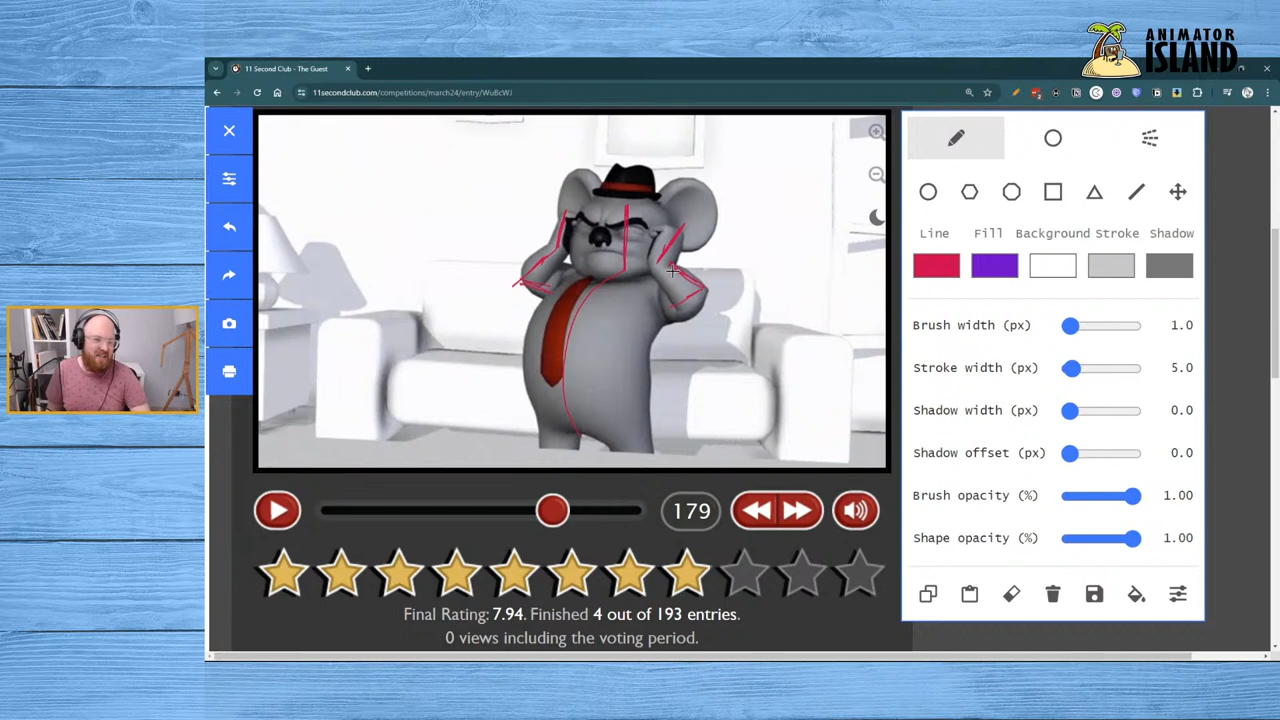 ANIMATOR
ISLAND
11 Second Club - The Guest
11secondclub.com/competitions/march24/entry/WuBcWJ
Line Fill Background Stroke Shadow
Brush width (px) 1.0
Stroke width (px) 5.0
Shadow width (px) 0.0
Shadow offset (px) 0.0
Brush opacity (%) 1.00
Shape opacity (%) 1.00
179
Final Rating: 7.94. Finished 4 out of 193 entries.
0 views including the voting period.